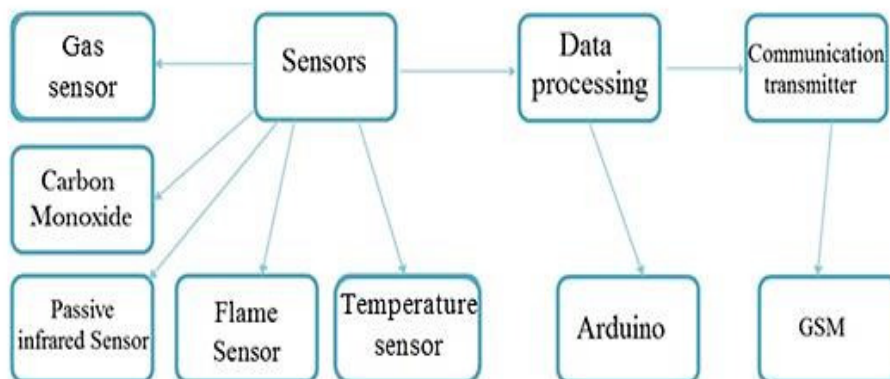 Gas
sensor
Sensors
Data
processing
Communication
transmitter
Carbon
Monoxide
Passive
infrared Sensor
Flame
Sensor
Temperature
sensor
Arduino
GSM